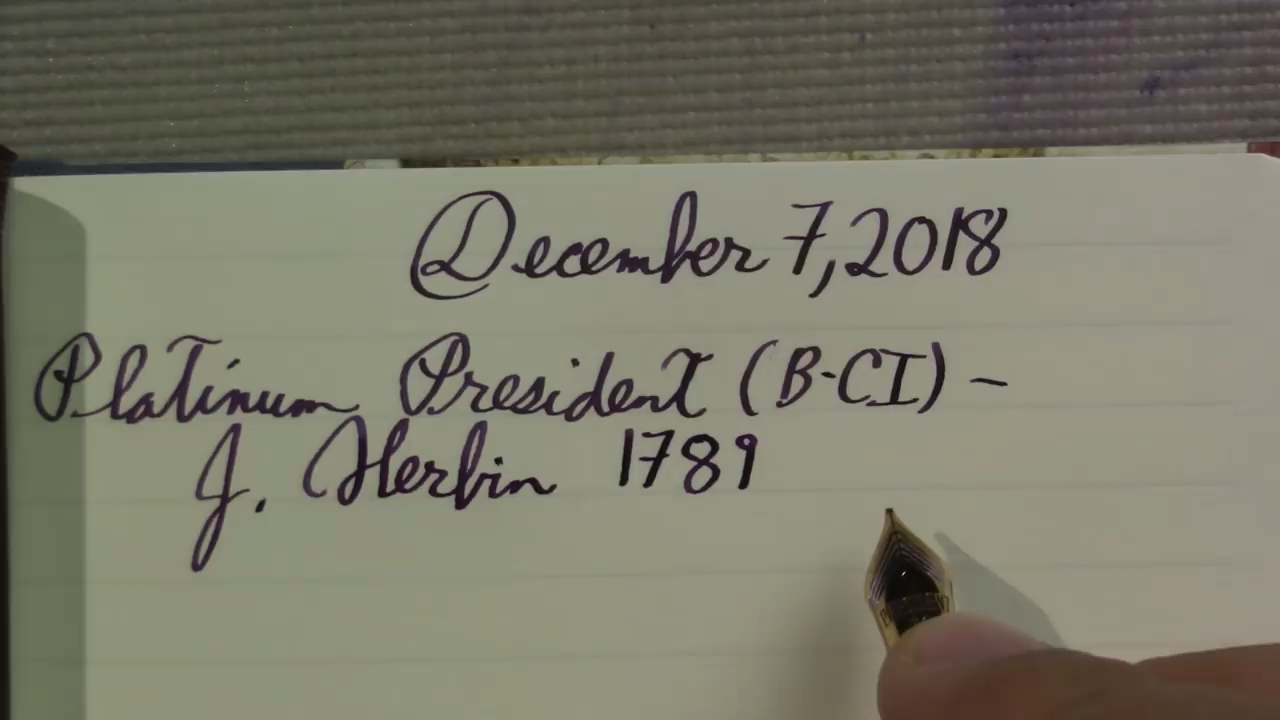 December 7, 2018
Platinum President (B-CI) -
J. Herbin 1789